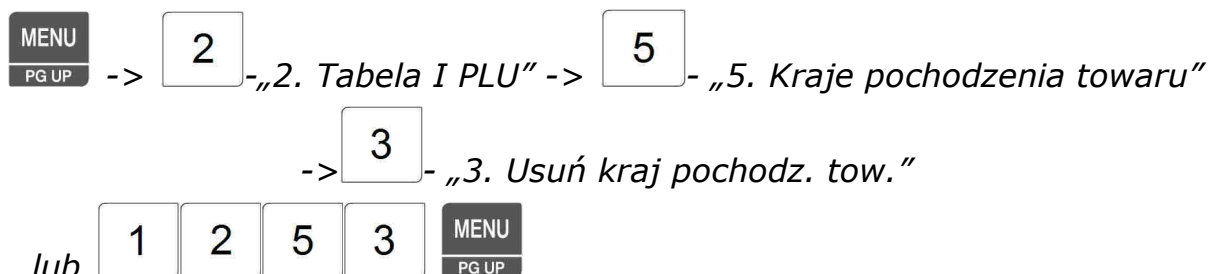 MENU PG UP -> 2 -„2. Tabela I PLU” -> 5 - „5. Kraje pochodzenia towaru”
-> 3 - „3. Usuń kraj pochodz. tow.”
lub 1 2 5 3 MENU PG UP